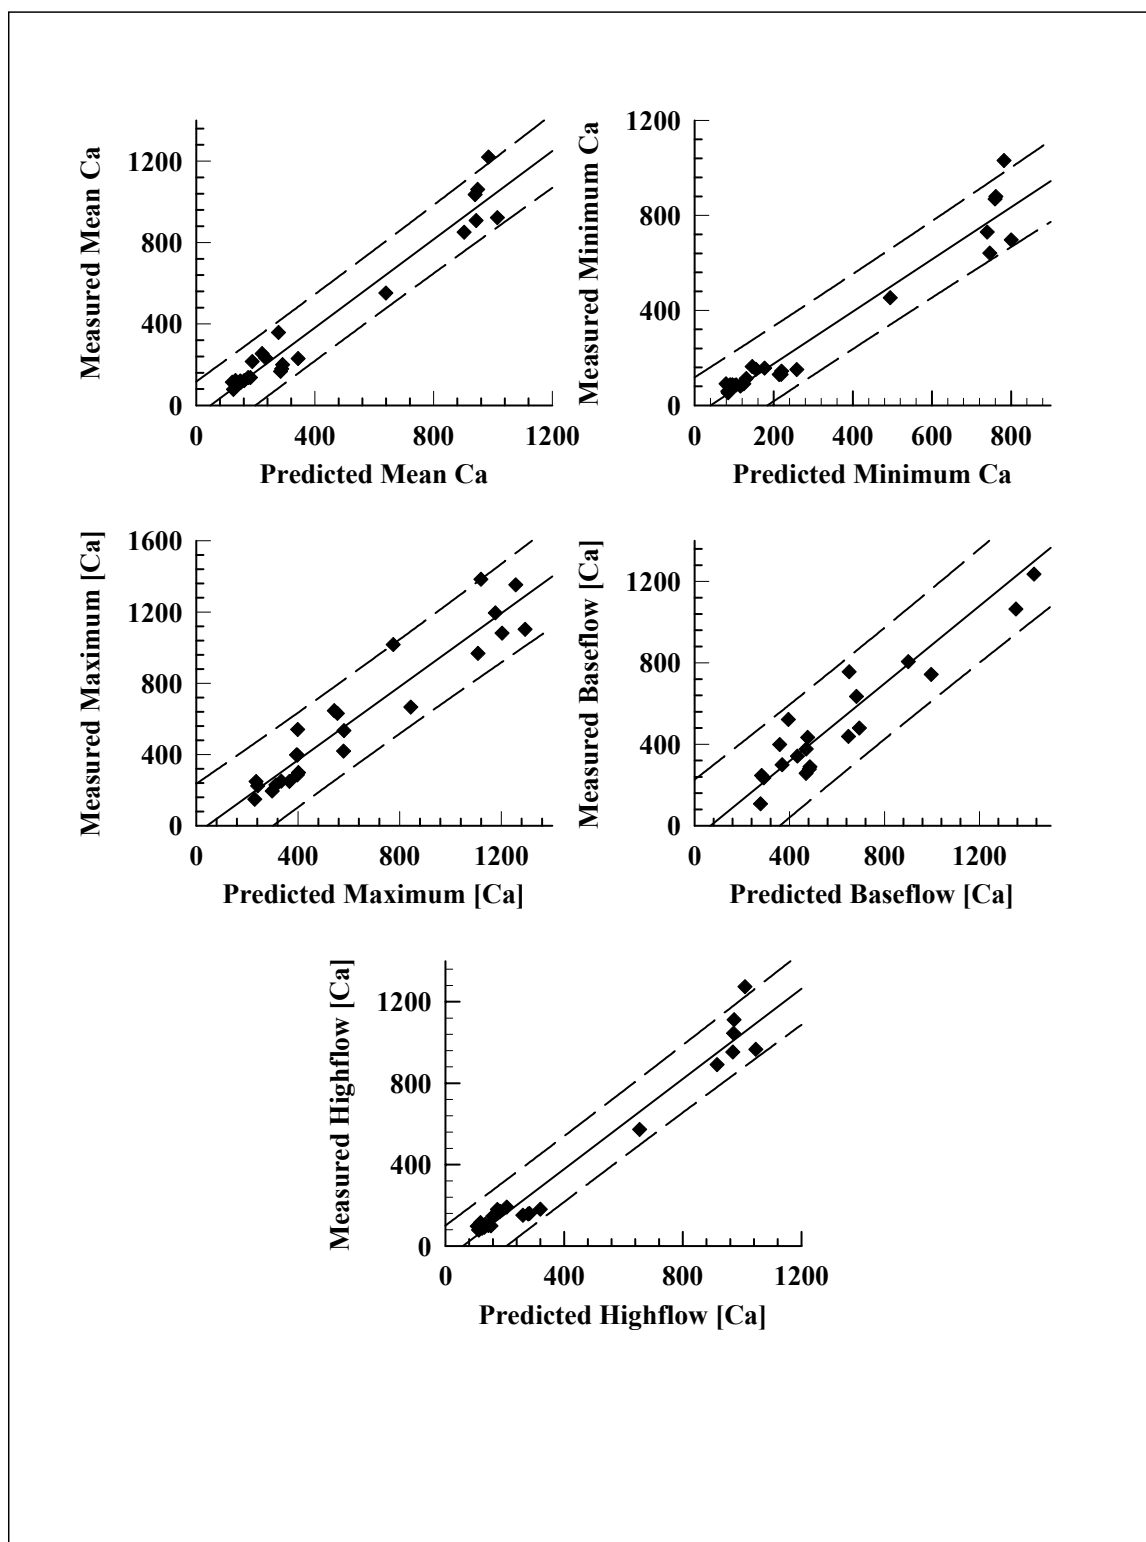 Measured Mean Ca
1200
800
400
0
0 400 800 1200
Predicted Mean Ca
Measured Minimum Ca
1200
800
400
0
0 200 400 600 800
Predicted Minimum Ca
Measured Maximum [Ca]
1600
1200
800
400
0
0 400 800 1200
Predicted Maximum [Ca]
Measured Baseflow [Ca]
1200
800
400
0
0 400 800 1200
Predicted Baseflow [Ca]
Measured Highflow [Ca]
1200
800
400
0
0 400 800 1200
Predicted Highflow [Ca]